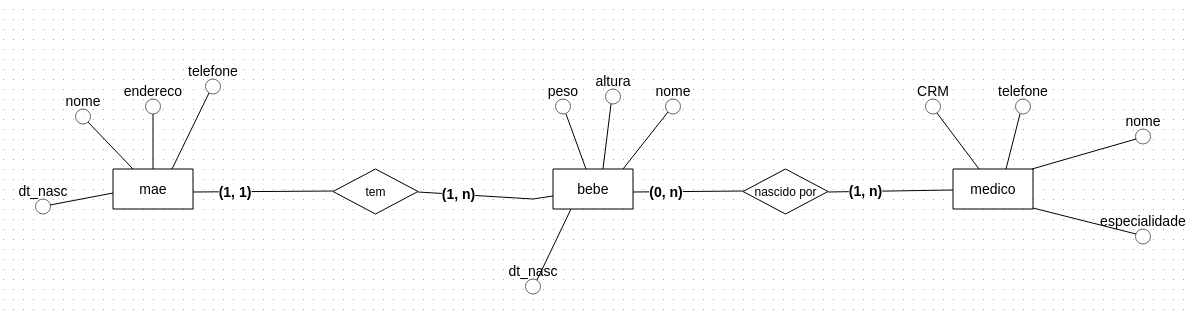 telefone
endereco
nome
dt_nasc
mae
(1, 1)
tem
(1, n)
altura
peso
nome
bebe
dt_nasc
(0, n)
nascido por
(1, n)
CRM
telefone
nome
medico
especialidade